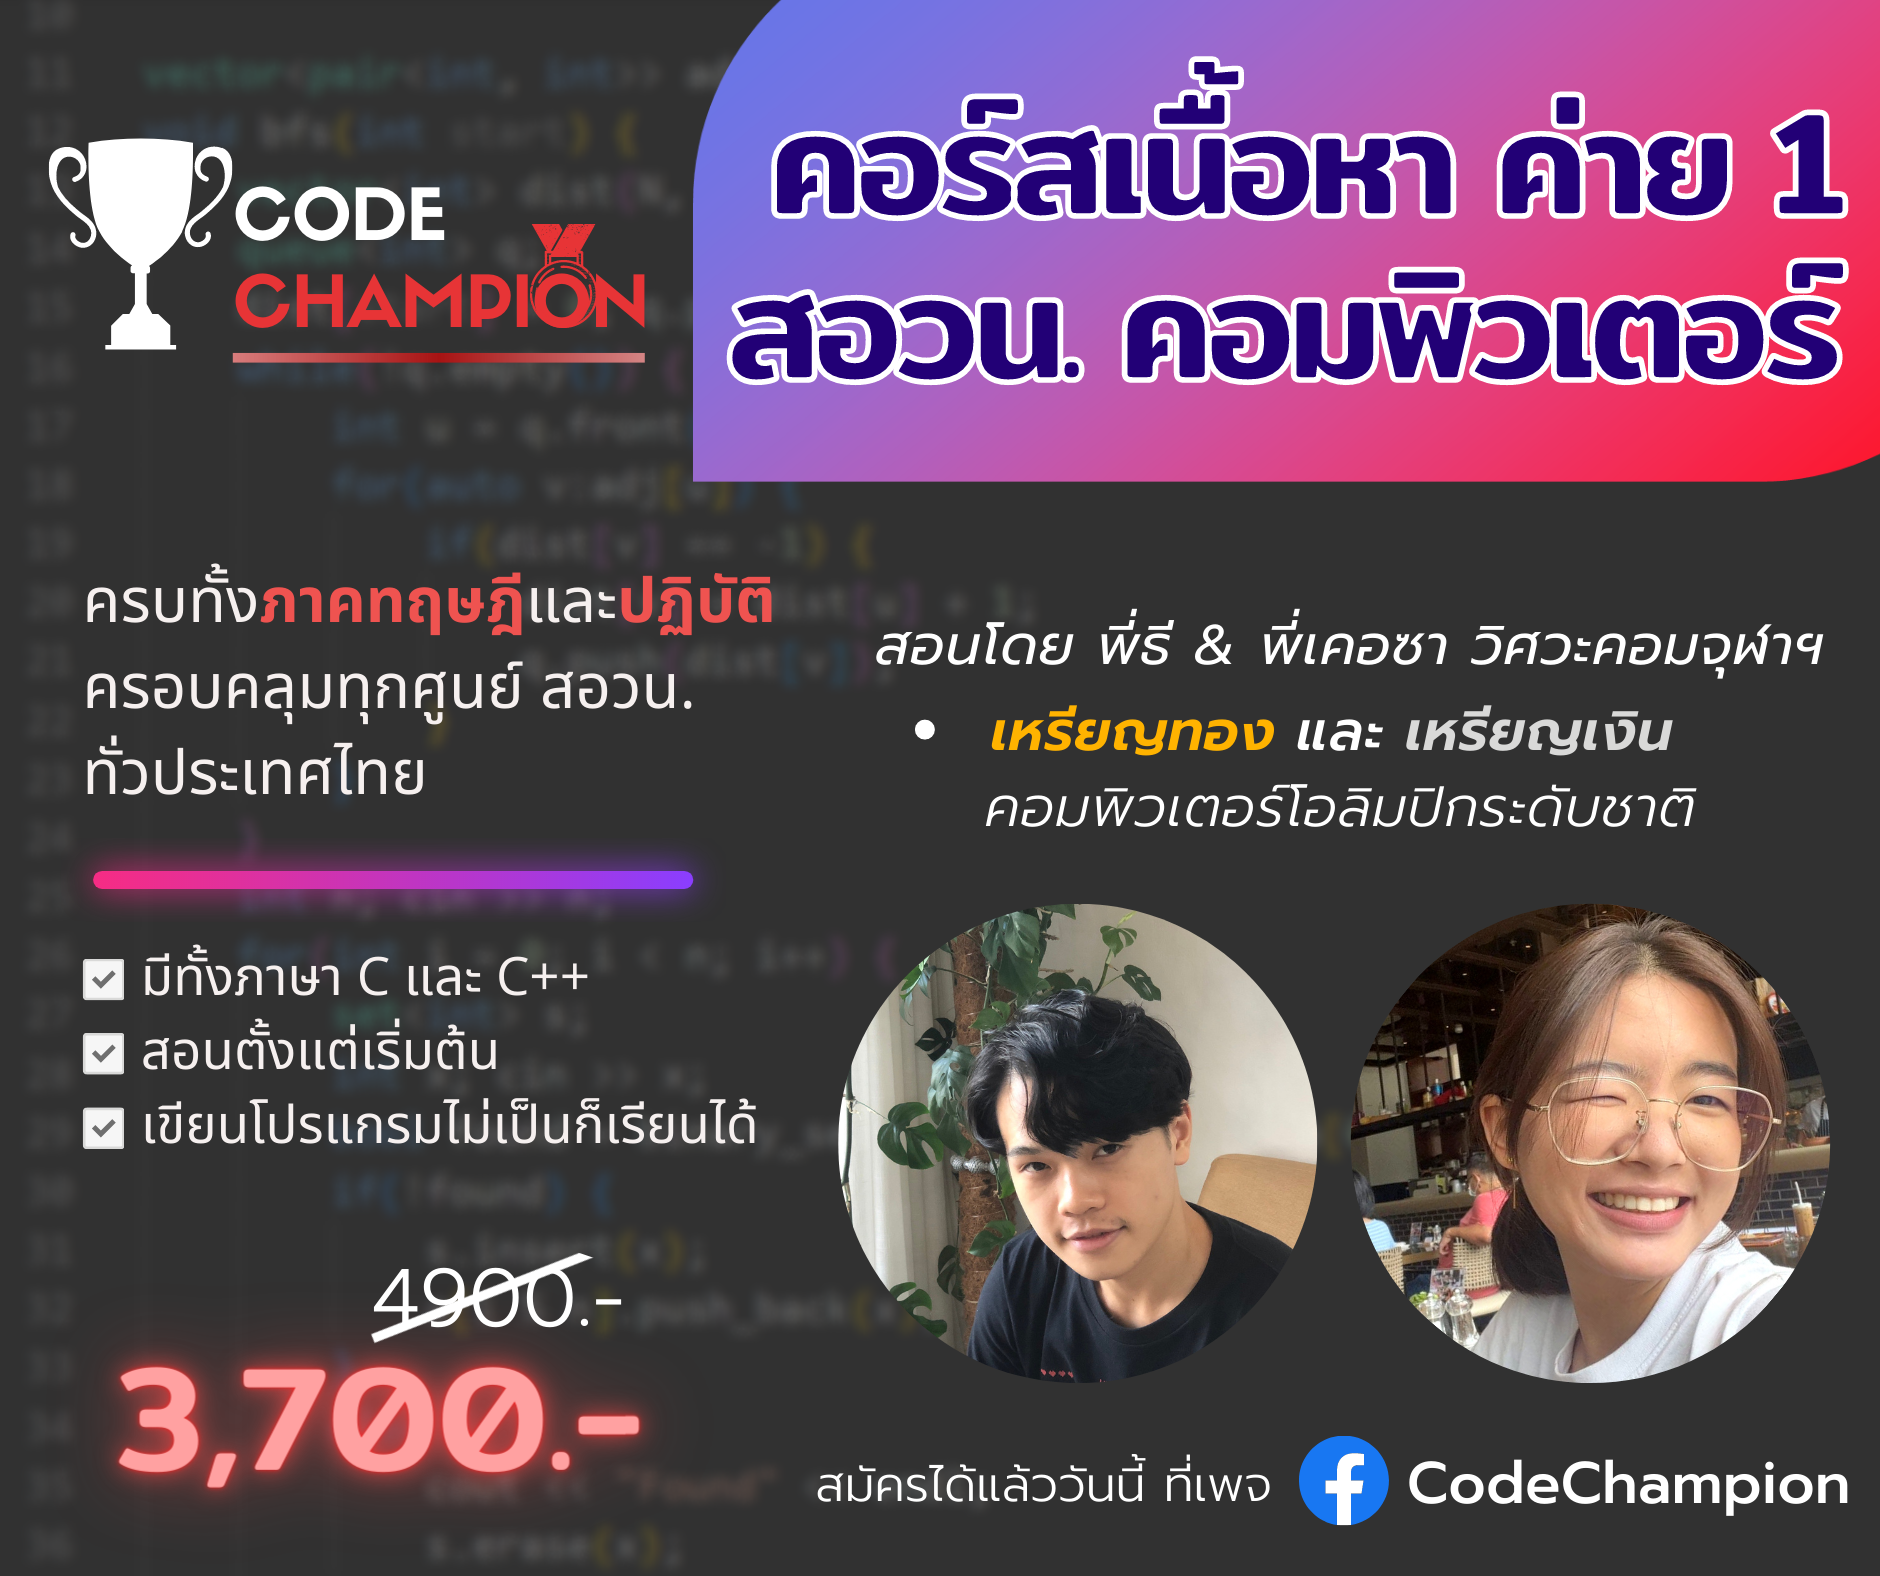 CODE
CHAMPION
คอร์สเนื้อหา ค่าย 1
สอวน. คอมพิวเตอร์
ครบทั้งภาคทฤษฎีและปฏิบัติ
ครอบคลุมทุกศูนย์ สอวน.
ทั่วประเทศไทย
มีทั้งภาษา C และ C++
สอนตั้งแต่เริ่มต้น
เขียนโปรแกรมไม่เป็นก็เรียนได้
4900.-
3,700.-
สอนโดย พี่ธี & พี่เคอซา วิศวะคอมจุฬาฯ
• เหรียญทอง และ เหรียญเงิน
คอมพิวเตอร์โอลิมปิกระดับชาติ
สมัครได้แล้ววันนี้ ที่เพจ CodeChampion